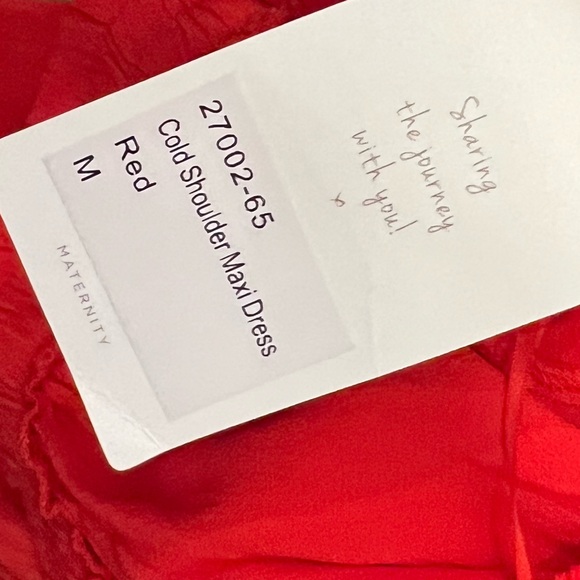 Sharing
the journey
with you!
x
27002-65
Cold Shoulder Maxi Dress
Red
M
MATERNITY